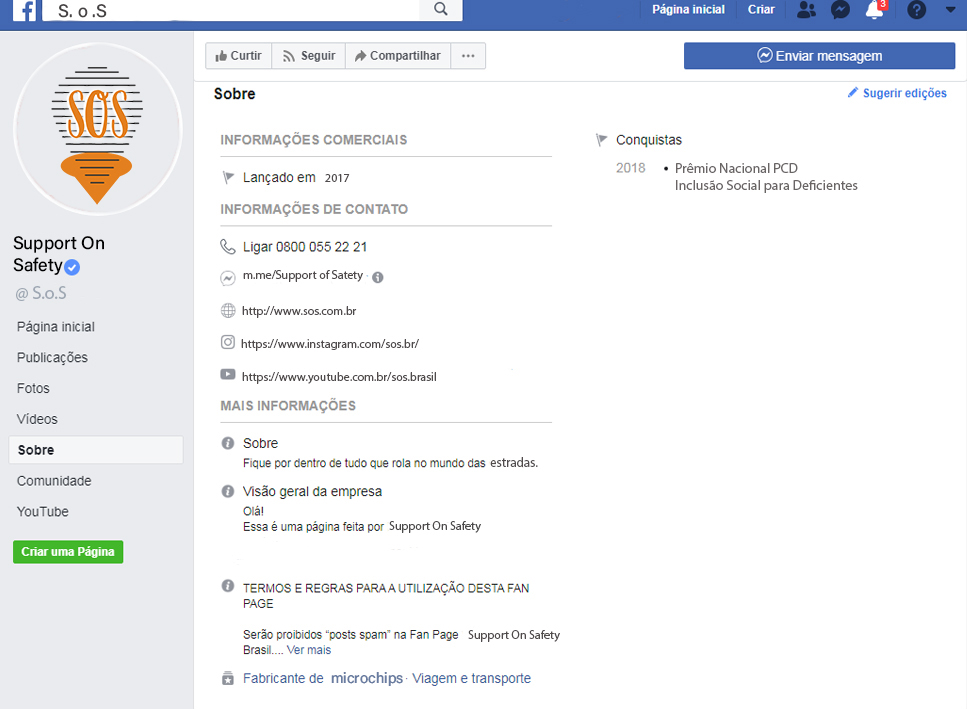 S. o .S
Página inicial
Criar
3
Curtir
Seguir
Compartilhar
Enviar mensagem
SOS
Support On
Safety
@ S.o.S
Página inicial
Publicações
Fotos
Vídeos
Sobre
Comunidade
YouTube
Criar uma Página
Sobre
Sugerir edições
INFORMAÇÕES COMERCIAIS
Lançado em 2017
INFORMAÇÕES DE CONTATO
Ligar 0800 055 22 21
m.me/Support of Satety
http://www.sos.com.br
https://www.instagram.com/sos.br/
https://www.youtube.com.br/sos.brasil
MAIS INFORMAÇÕES
Sobre
Fique por dentro de tudo que rola no mundo das estradas.
Visão geral da empresa
Olá!
Essa é uma página feita por Support On Safety
TERMOS E REGRAS PARA A UTILIZAÇÃO DESTA FAN
PAGE
Serão proibidos “posts spam” na Fan Page Support On Safety
Brasil.... Ver mais
Fabricante de microchips · Viagem e transporte
Conquistas
2018 • Prêmio Nacional PCD
Inclusão Social para Deficientes